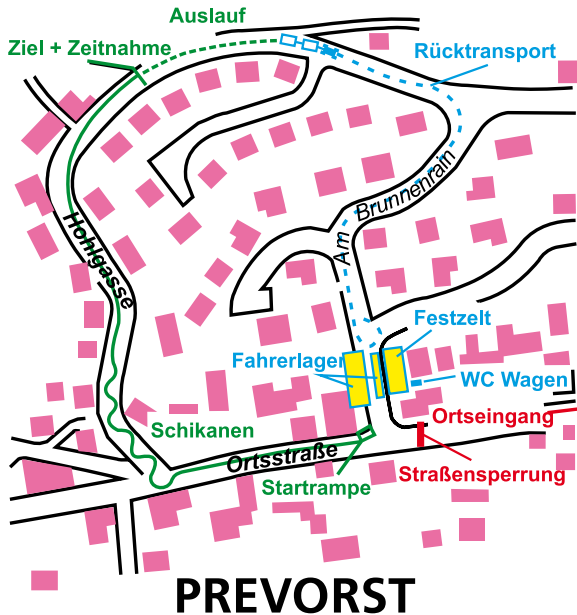 Auslauf
Ziel + Zeitnahme
Rücktransport
Am Brunnenrain
Hohlgasse
Festzelt
Fahrerlager
WC Wagen
Ortseingang
Schikanen
Ortsstraße
Straßensperrung
Startrampe
PREVORST